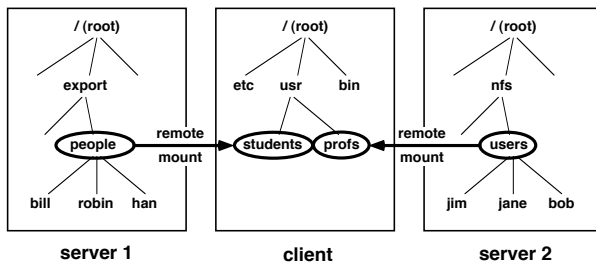 / (root)
export
people
bill robin han
server 1
remote
mount
/ (root)
etc usr bin
students profs
client
remote
mount
/ (root)
nfs
users
jim jane bob
server 2